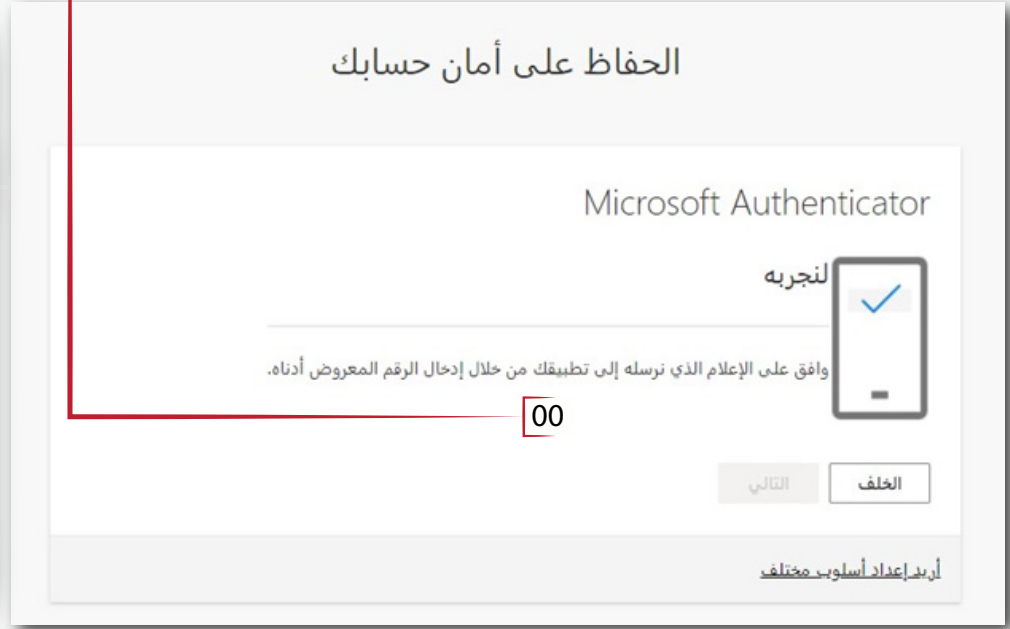 الحفاظ على أمان حسابك
Microsoft Authenticator
لنجربه
وافق على الإعلام الذي نرسله إلى تطبيقك من خلال إدخال الرقم المعروض أدناه.
00
الخلف
التالي
أريد إعداد أسلوب مختلف